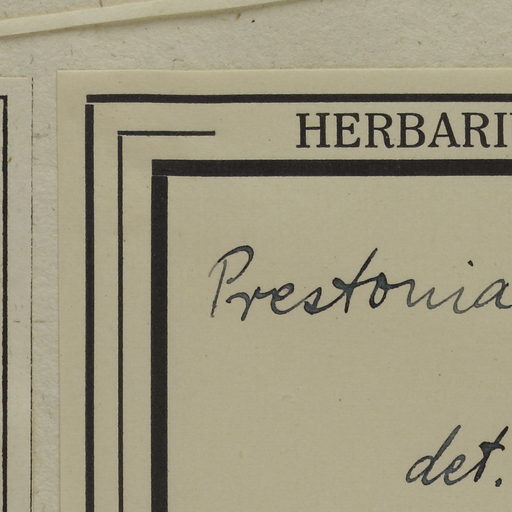 HERBARI
Prestonia
det.